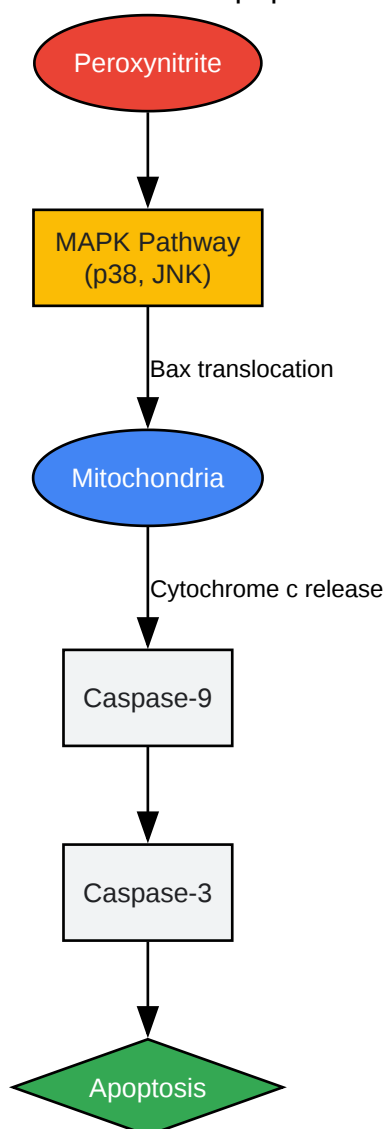 Peroxynitrite
MAPK Pathway
(p38, JNK)
Bax translocation
Mitochondria
Cytochrome c release
Caspase-9
Caspase-3
Apoptosis